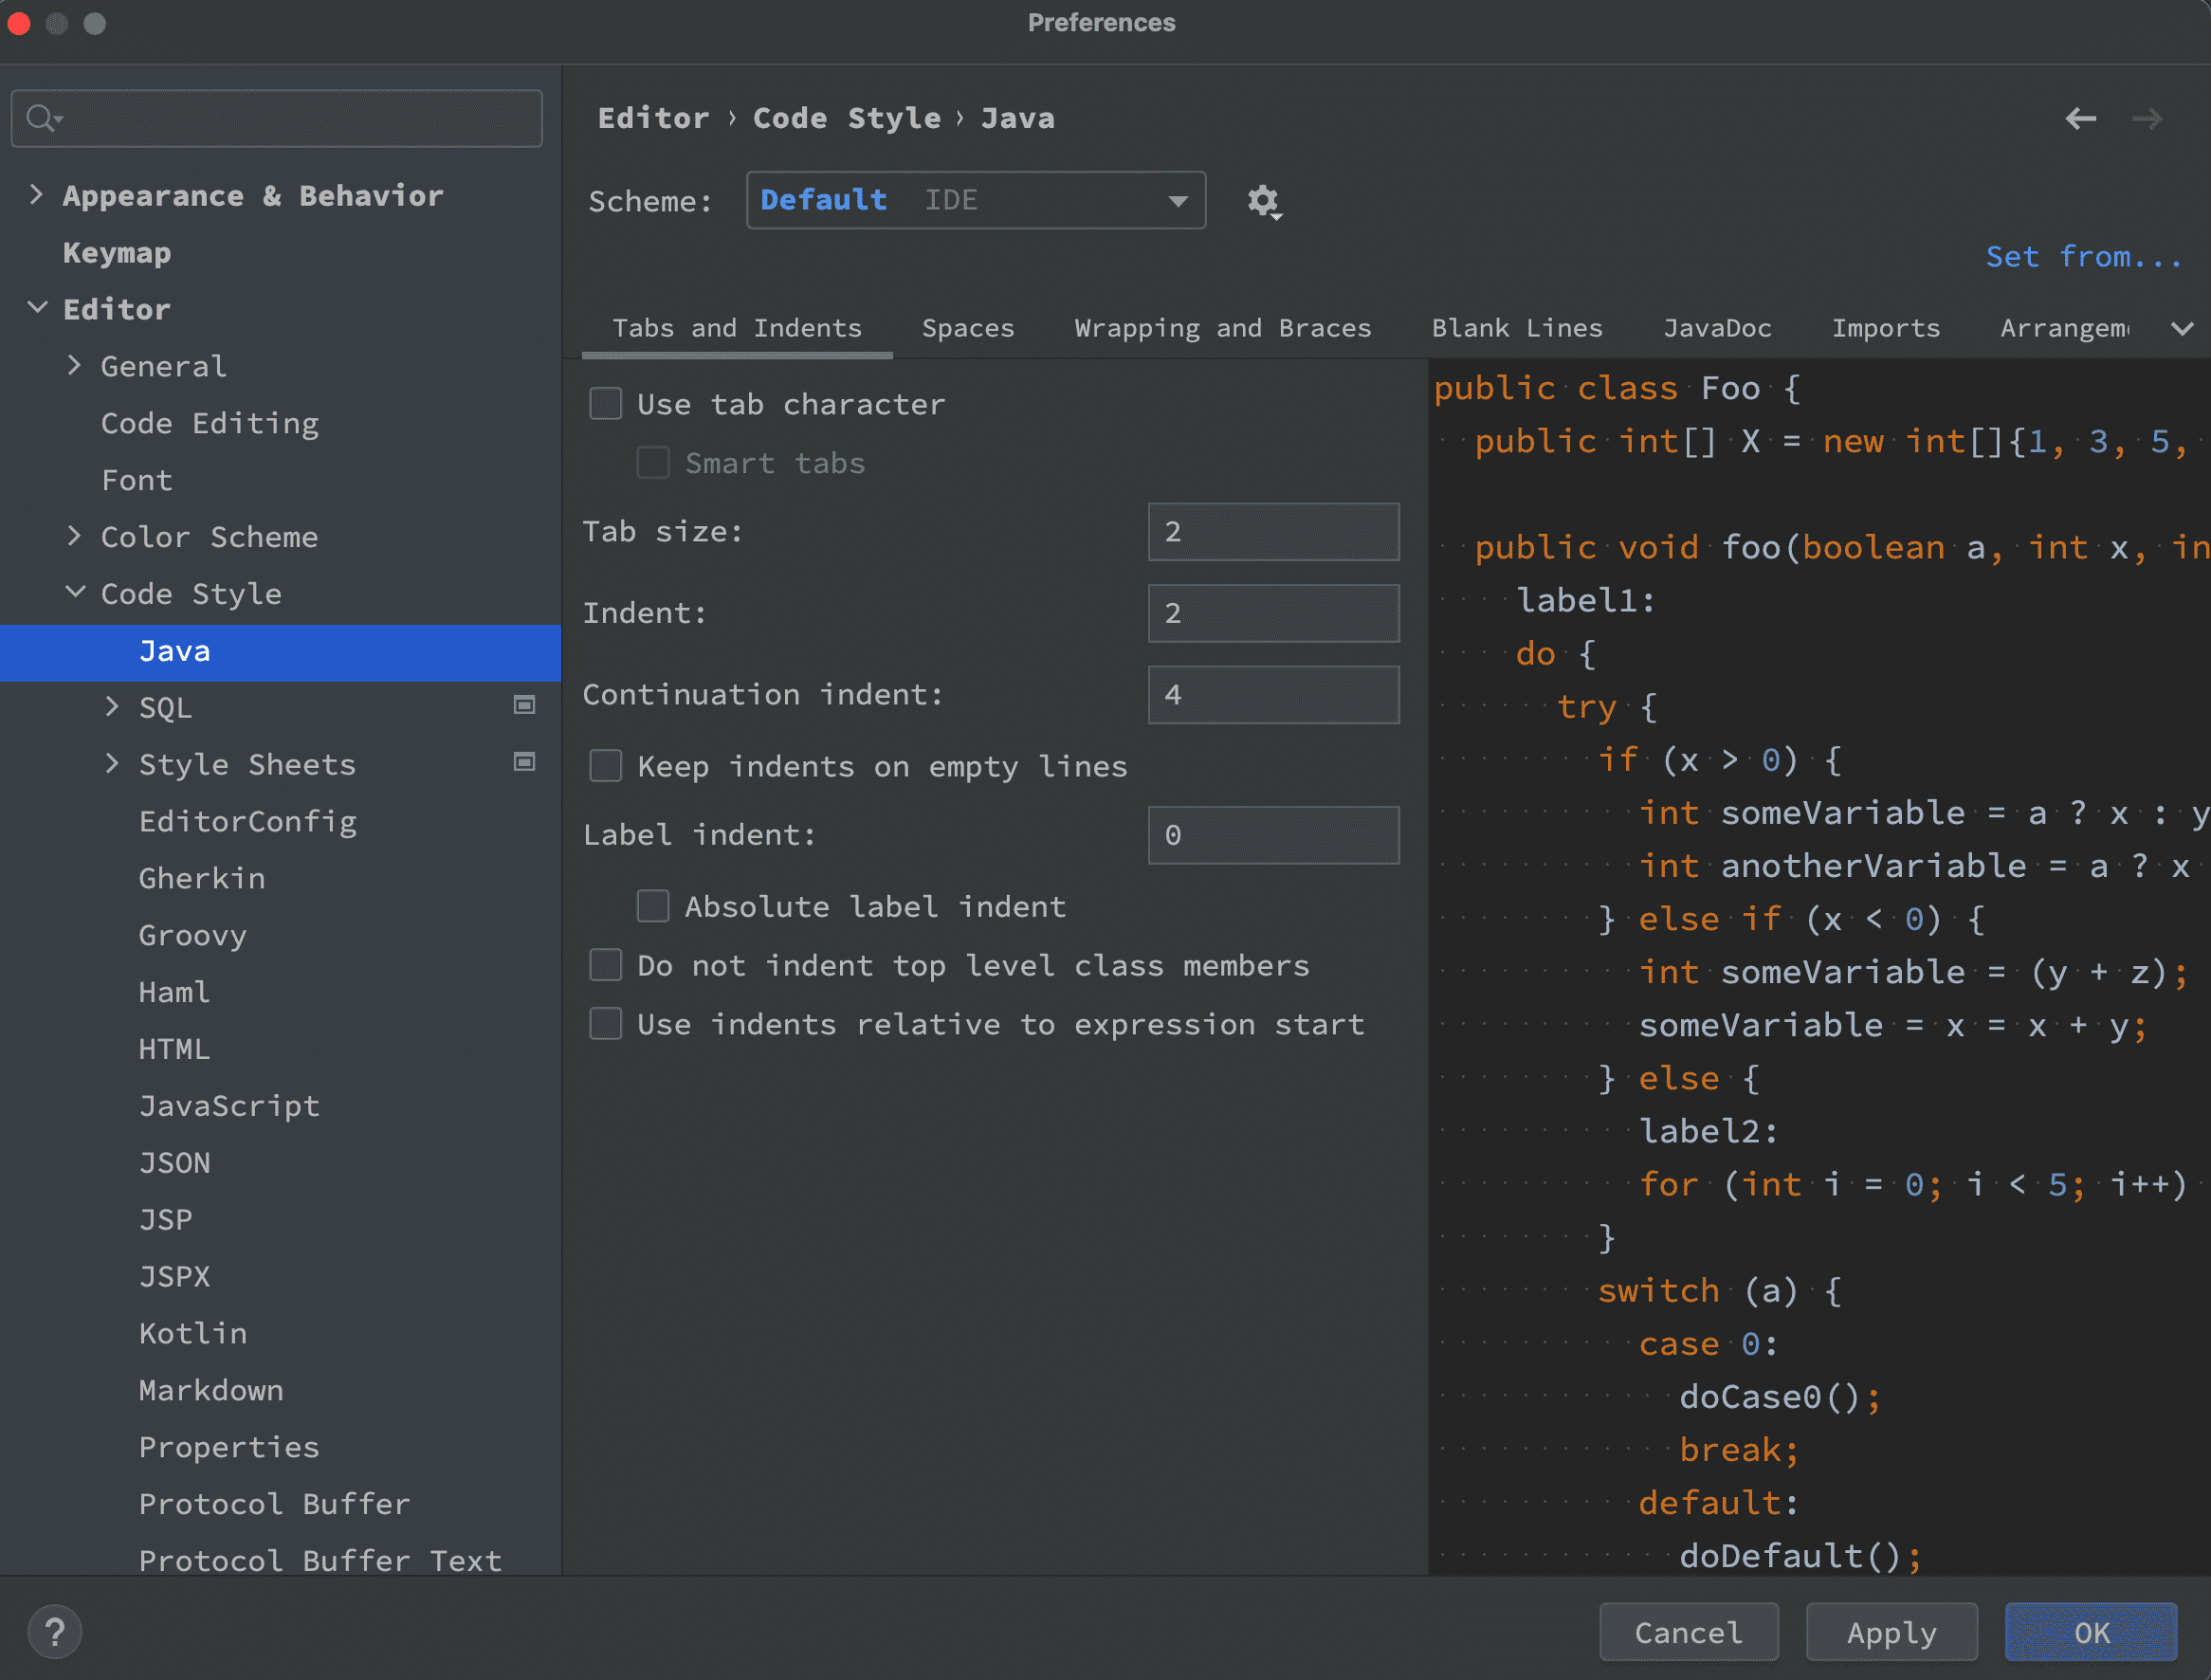 Preferences
Appearance & Behavior
Keymap
Editor
General
Code Editing
Font
Color Scheme
Code Style
Java
SQL
Style Sheets
EditorConfig
Gherkin
Groovy
Haml
HTML
JavaScript
JSON
JSP
JSPX
Kotlin
Markdown
Properties
Protocol Buffer
Protocol Buffer Text
Editor › Code Style › Java
Scheme: Default IDE
Set from...
Tabs and Indents Spaces Wrapping and Braces Blank Lines JavaDoc Imports Arrangem
Use tab character
Smart tabs
Tab size: 2
Indent: 2
Continuation indent: 4
Keep indents on empty lines
Label indent: 0
Absolute label indent
Do not indent top level class members
Use indents relative to expression start
public class Foo {
public int[] X = new int[]{1, 3, 5,
public void foo(boolean a, int x, in
label1:
do {
try {
if (x > 0) {
int someVariable = a ? x : y
int anotherVariable = a ? x
} else if (x < 0) {
int someVariable = (y + z);
someVariable = x = x + y;
} else {
label2:
for (int i = 0; i < 5; i++)
}
switch (a) {
case 0:
doCase0();
break;
default:
doDefault();
? Cancel Apply OK